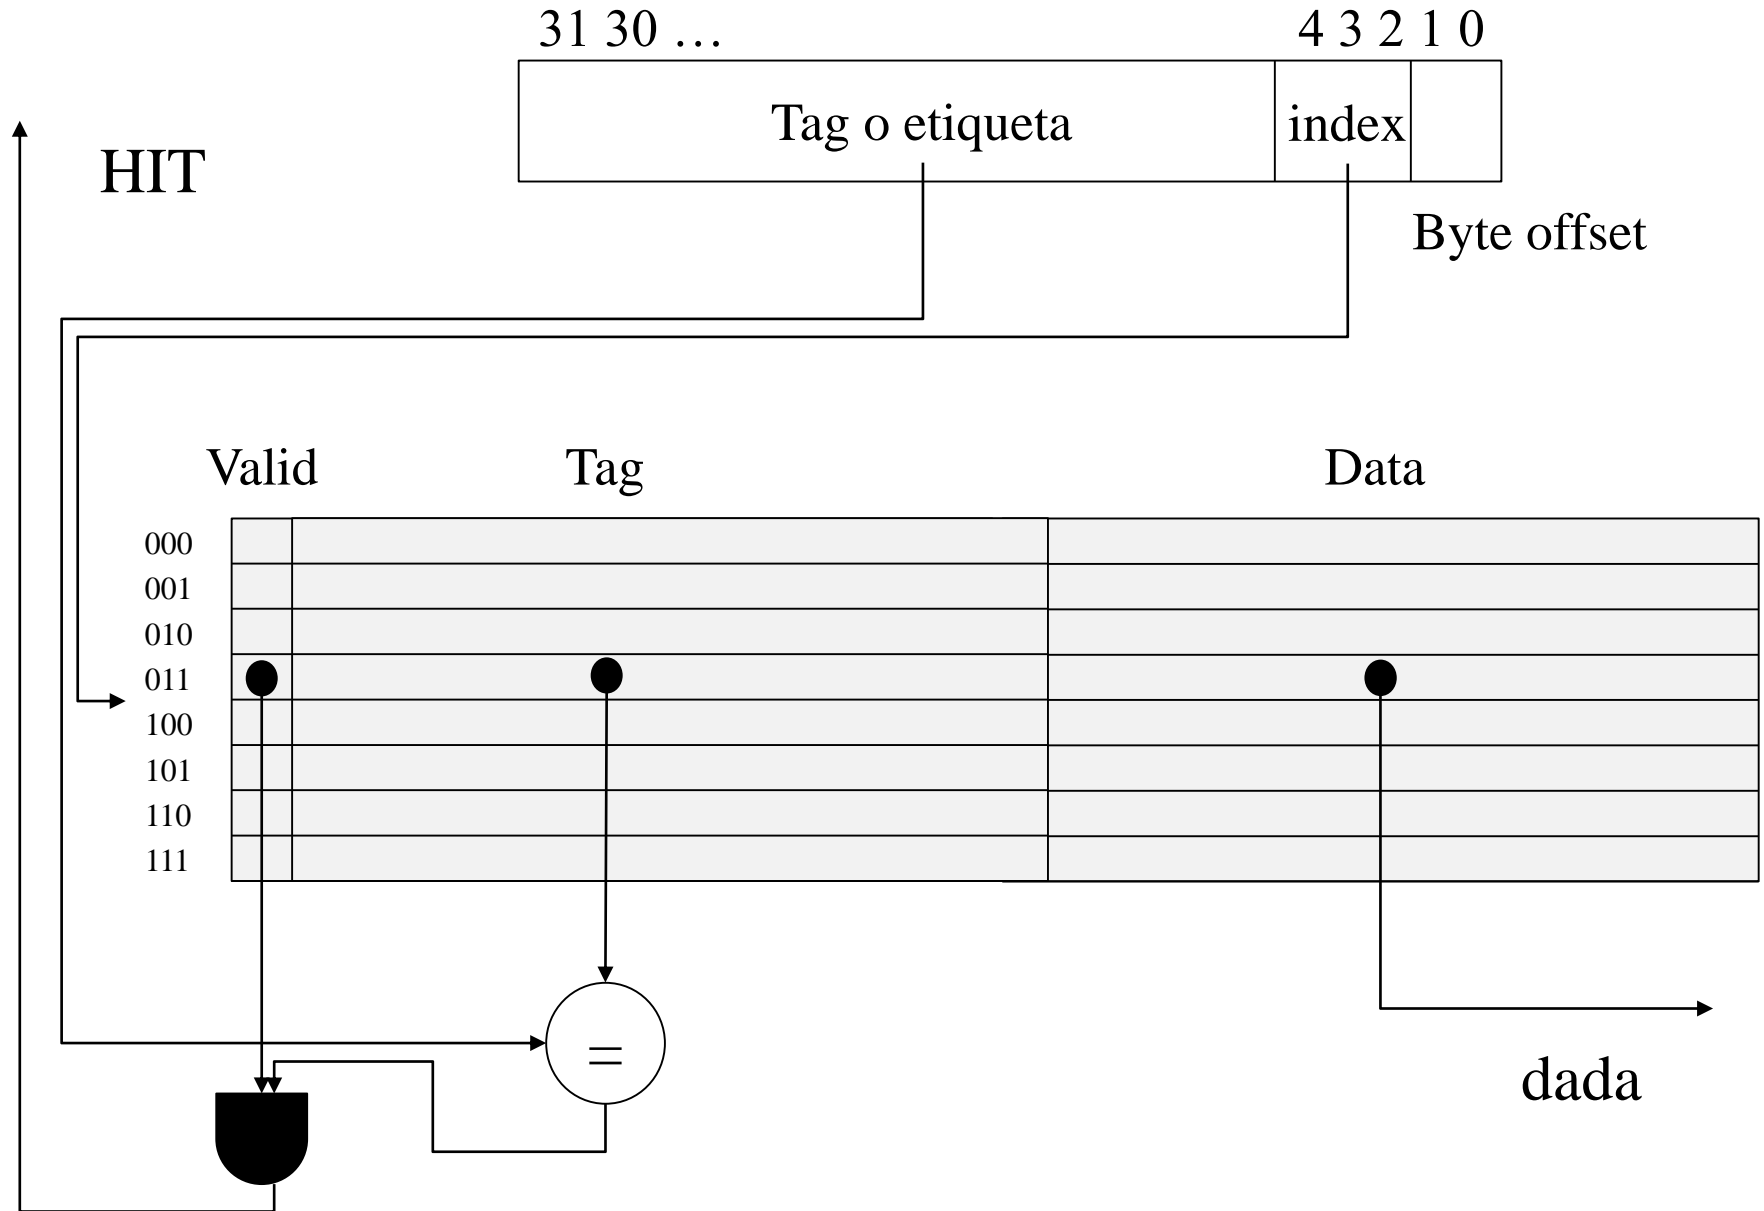 31 30 … 4 3 2 1 0
Tag o etiqueta index
HIT
Byte offset
Valid Tag Data
000
001
010
011
100
101
110
111
=
dada